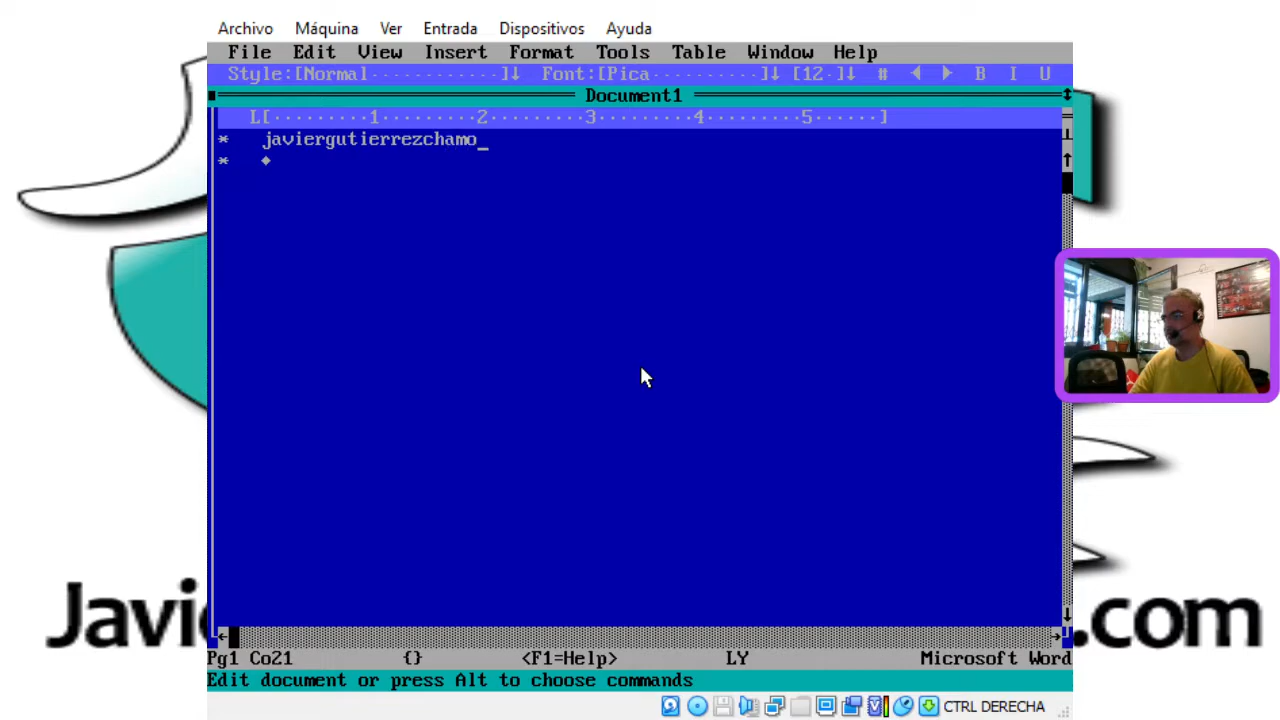 Archivo Máquina Ver Entrada Dispositivos Ayuda
File Edit View Insert Format Tools Table Window Help
Style:[Normal············]↓ Font:[Pica···········]↓ [12·]↓ # B I U
Document1
L[·········1·········2·········3·········4·········5······]
* javiergutierrezchamo_
* ♦
Javie .com
Pg1 Co21 {} <F1=Help> LY Microsoft Word
Edit document or press Alt to choose commands
CTRL DERECHA